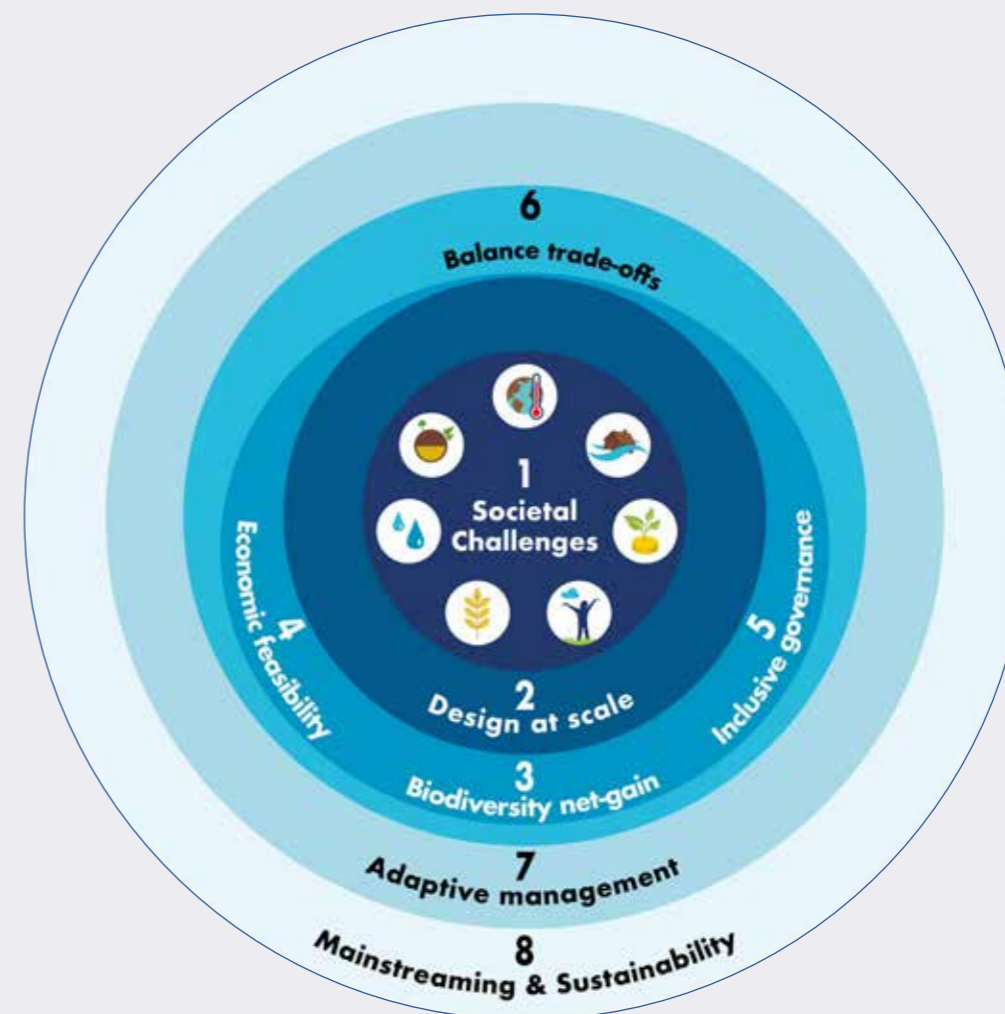 6
Balance trade-offs
1
Societal
Challenges
4
Economic feasibility
5
Inclusive governance
2
Design at scale
3
Biodiversity net-gain
7
Adaptive management
8
Mainstreaming & Sustainability